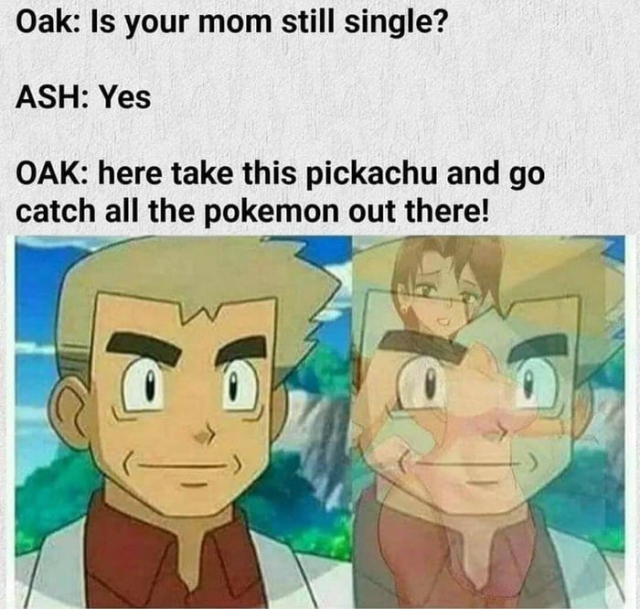 Oak: Is your mom still single?
ASH: Yes
OAK: here take this pickachu and go
catch all the pokemon out there!